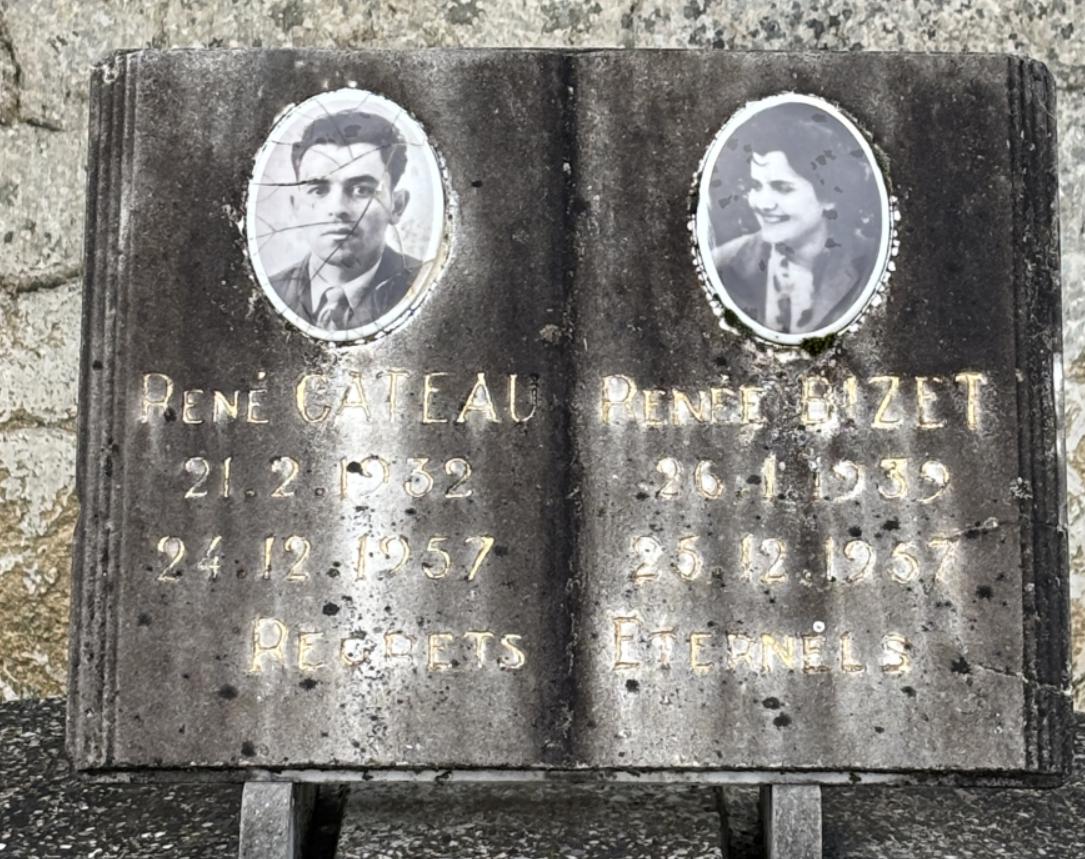 René GATEAU
21.2.1932
24.12.1957
REGRETS
Renée BIZET
26.1.1939
25.12.1957
ETERNELS